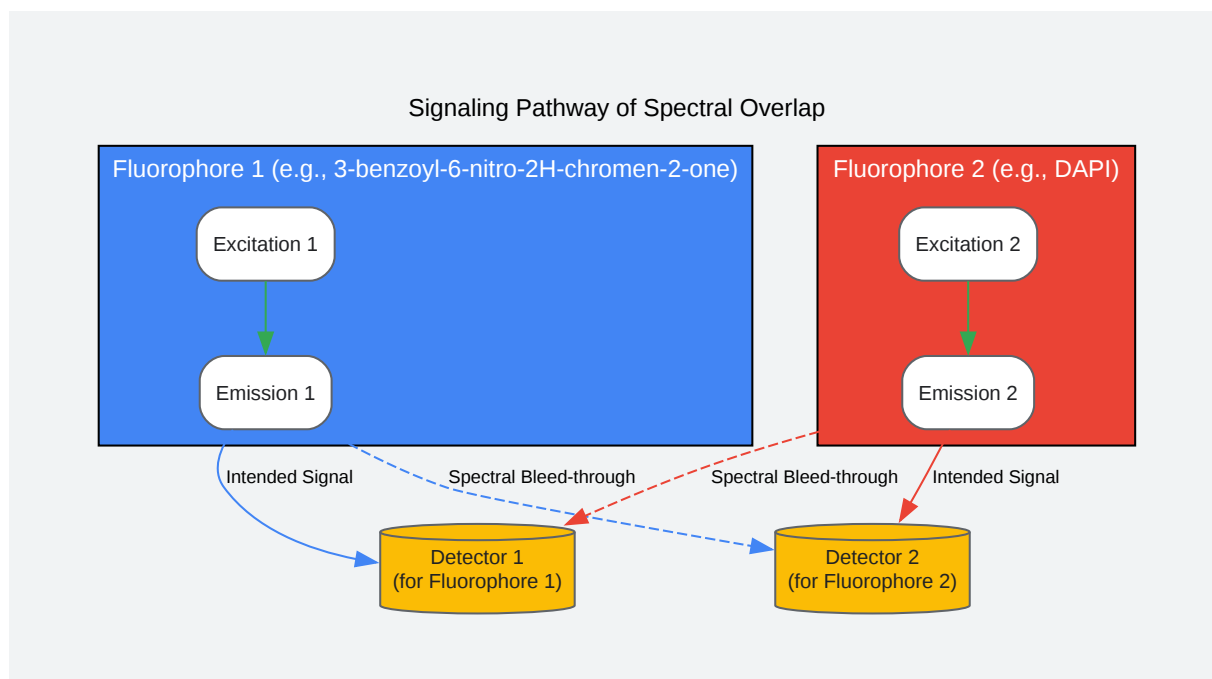 Signaling Pathway of Spectral Overlap
Fluorophore 1 (e.g., 3-benzoyl-6-nitro-2H-chromen-2-one)
Fluorophore 2 (e.g., DAPI)
Excitation 1
Excitation 2
Emission 1
Emission 2
Intended Signal
Spectral Bleed-through
Spectral Bleed-through
Intended Signal
Detector 1
(for Fluorophore 1)
Detector 2
(for Fluorophore 2)